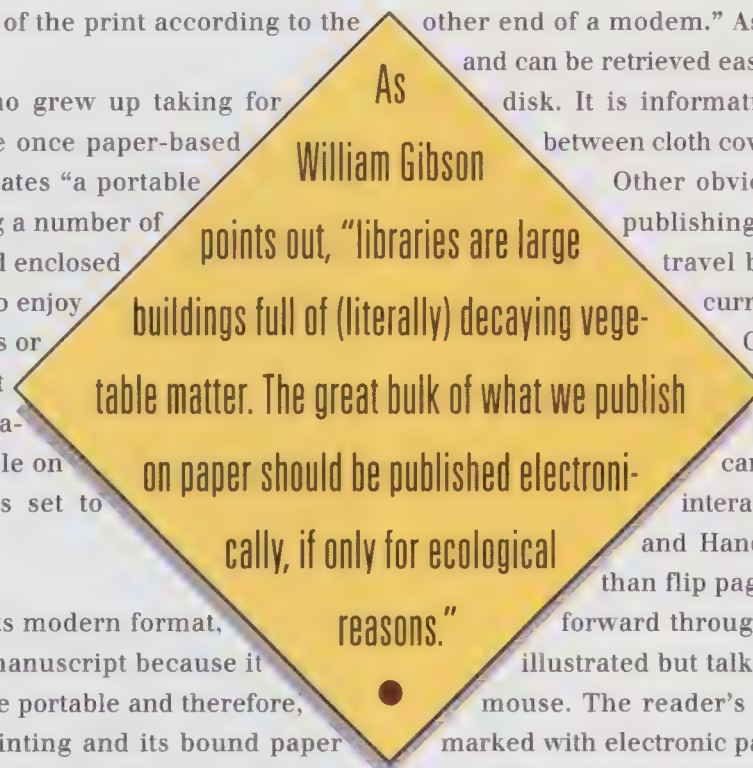 of the print according to the
ho grew up taking for
e once paper-based
ates “a portable
g a number of
d enclosed
o enjoy
s or
t
a-
le on
s set to
ts modern format,
manuscript because it
e portable and therefore,
inting and its bound paper
As
William Gibson
points out, “libraries are large
buildings full of (literally) decaying vege-
table matter. The great bulk of what we publish
on paper should be published electroni-
cally, if only for ecological
reasons.”
other end of a modem.” As
and can be retrieved eas
disk. It is informati
between cloth cov
Other obvi
publishing
travel b
curr
car
intera
and Hand
than flip pag
forward through
illustrated but talk
mouse. The reader's
marked with electronic pa